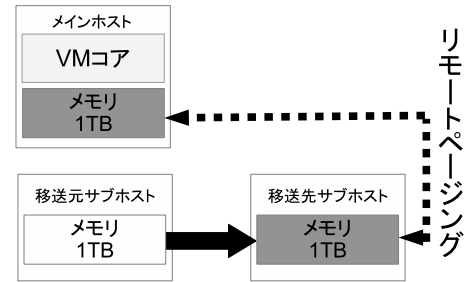 メインホスト
VMコア
メモリ
1TB
リモートページング
移送元サブホスト
メモリ
1TB
移送先サブホスト
メモリ
1TB